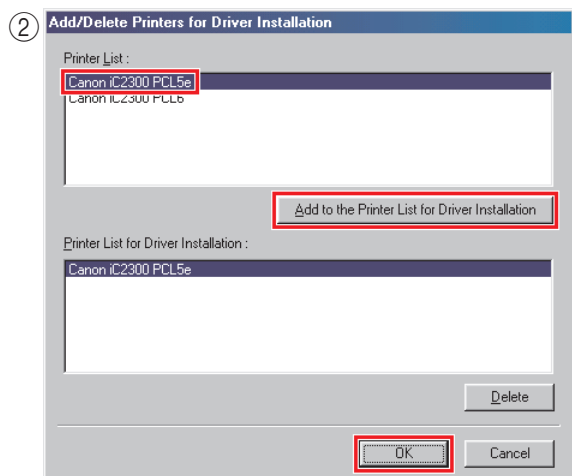 ②
Add/Delete Printers for Driver Installation
Printer List :
Canon iC2300 PCL5e
Canon iC2300 PCL6
Add to the Printer List for Driver Installation
Printer List for Driver Installation :
Canon iC2300 PCL5e
Delete
OK
Cancel